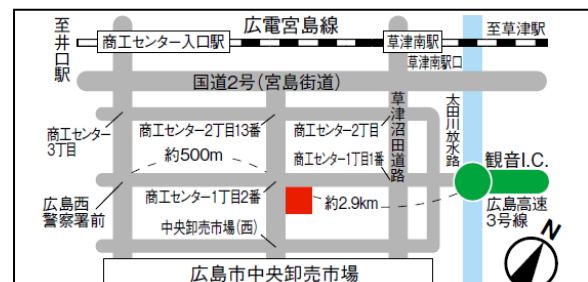 広電宮島線
至井口駅
商工センター入口駅
草津南駅
至草津駅
草津南駅口
国道2号(宮島街道)
商工センター
3丁目
商工センター2丁目13番
商工センター2丁目
草津沼田道路
太田川放水路
約500m
商工センター1丁目1番
観音I.C.
広島西
警察署前
商工センター1丁目2番
約2.9km
広島高速
3号線
中央卸売市場(西)
N
広島市中央卸売市場